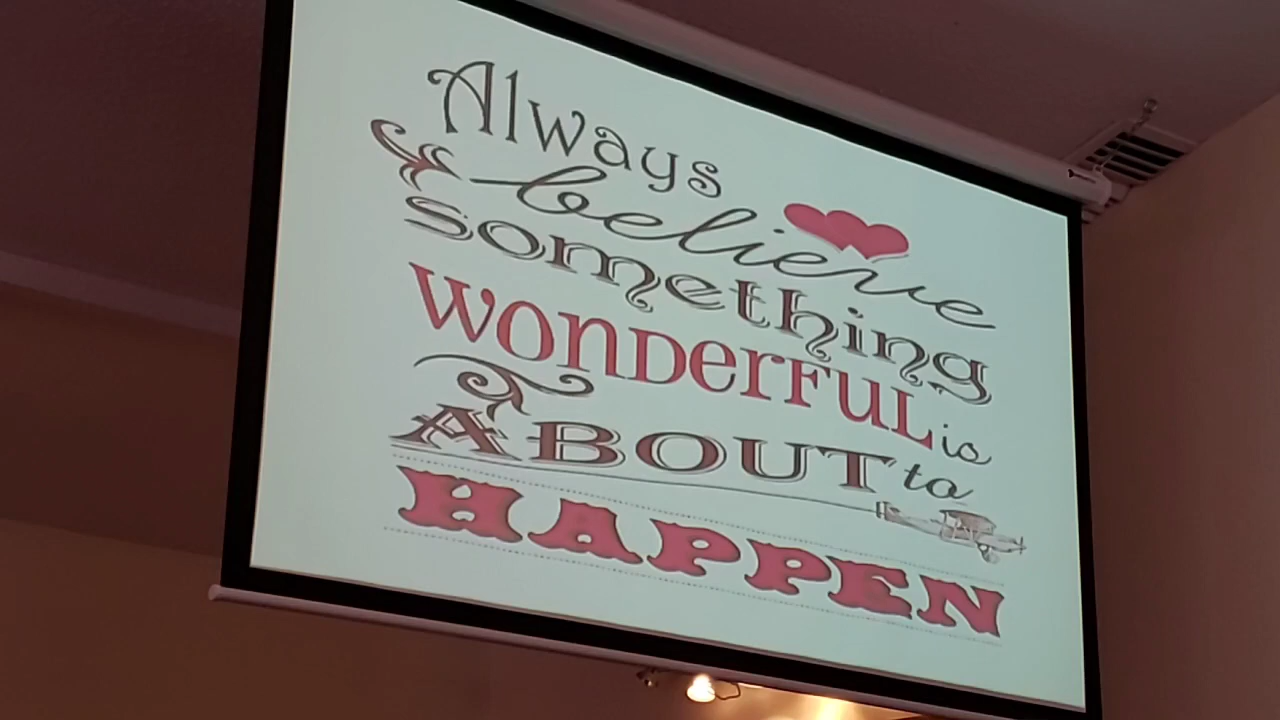 Always
believe
something
WONDERFUL is
ABOUT to
HAPPEN